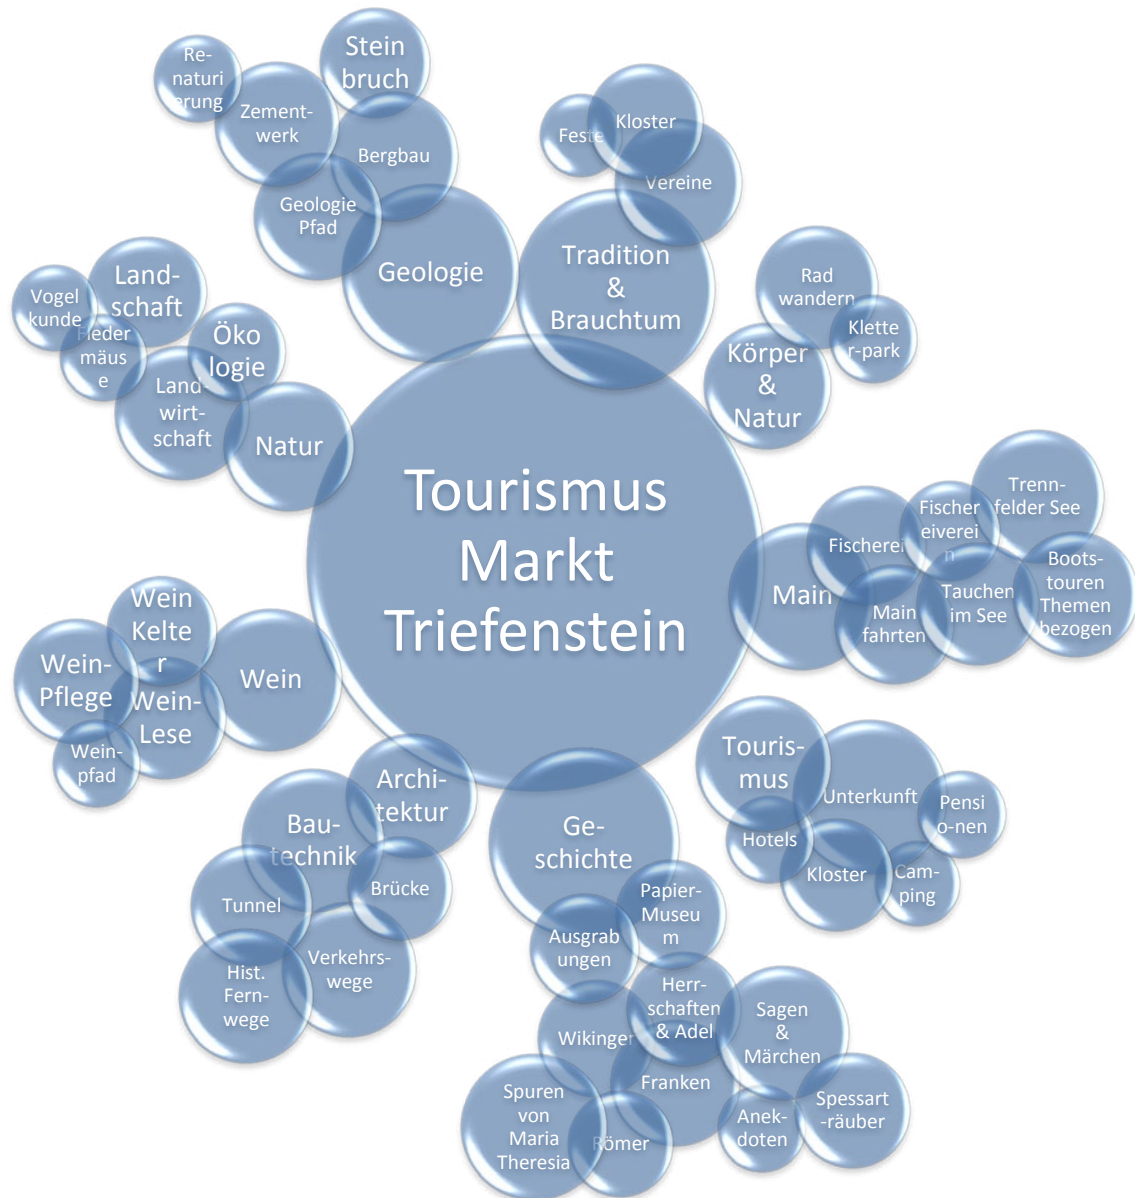 Tourismus
Markt
Triefenstein
Geologie
Bergbau
Stein
bruch
Geologie
Pfad
Zement-
werk
Re-
naturi
erung
Tradition
&
Brauchtum
Vereine
Kloster
Feste
Körper
&
Natur
Rad
wandern
Klette
r-park
Main
Fischerei
Main
fahrten
Fischer
eiverei
n
Tauchen
im See
Trenn-
felder See
Boots-
touren
Themen
bezogen
Touris-
mus
Unterkunft
Hotels
Kloster
Cam-
ping
Pensi
o-nen
Ge-
schichte
Papier-
Museu
m
Ausgrab
ungen
Herr-
schaften
& Adel
Wikinger
Franken
Sagen
&
Märchen
Spuren
von
Maria
Theresia
Römer
Anek-
doten
Spessart
-räuber
Archi-
tektur
Bau-
technik
Brücke
Tunnel
Verkehrs-
wege
Hist.
Fern-
wege
Wein
Wein-
Lese
Wein
Kelte
r
Wein-
Pflege
Wein-
pfad
Natur
Öko
logie
Land-
wirt-
schaft
Land-
schaft
Fleder
mäus
e
Vogel
kunde